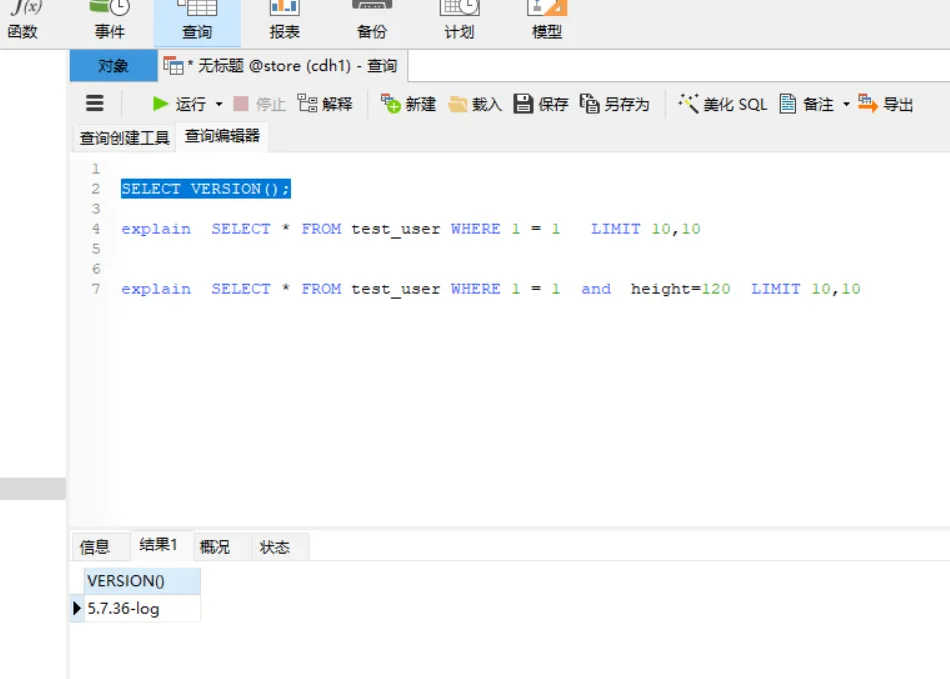 f(x)
函数 事件 查询 报表 备份 计划 模型
对象 * 无标题 @store (cdh1) - 查询
运行 停止 解释 新建 载入 保存 另存为 美化 SQL 备注 导出
查询创建工具 查询编辑器
1
2 SELECT VERSION();
3
4 explain SELECT * FROM test_user WHERE 1 = 1 LIMIT 10,10
5
6
7 explain SELECT * FROM test_user WHERE 1 = 1 and height=120 LIMIT 10,10
信息 结果1 概况 状态
VERSION()
5.7.36-log